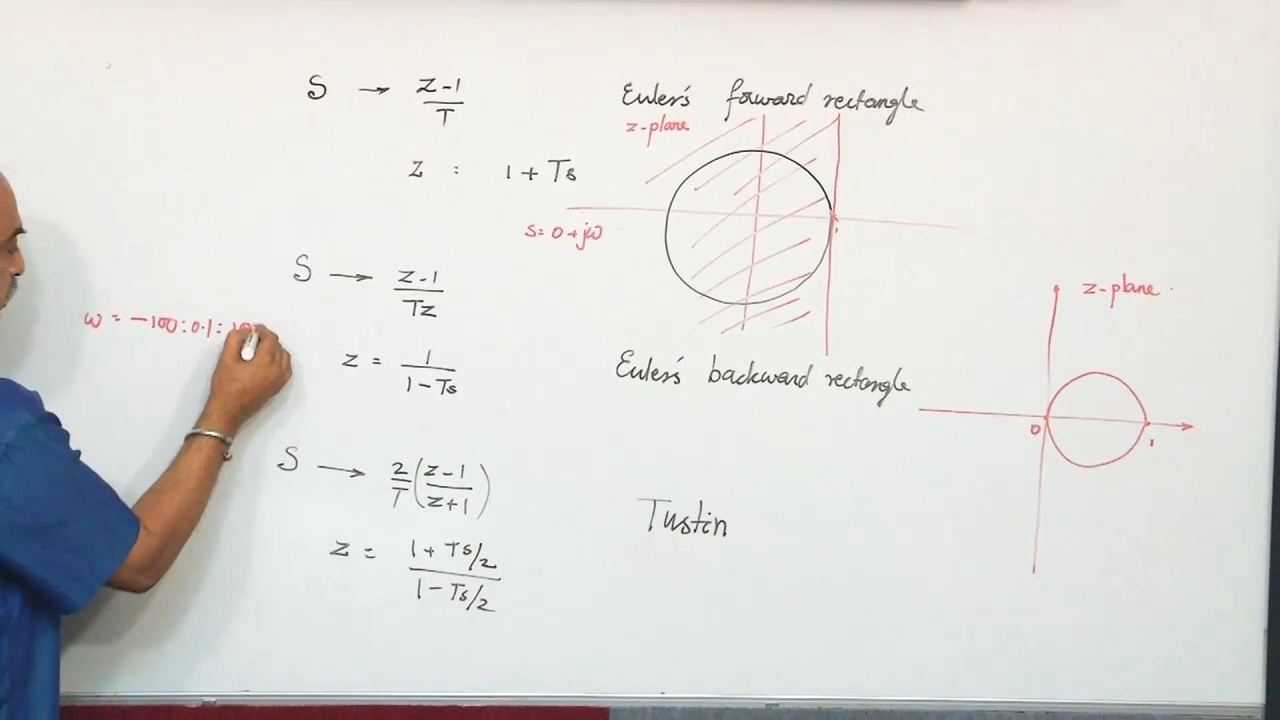 S → z-1/T
Euler's forward rectangle
z-plane
z : 1 + Ts
s = 0 + jω
1
S → z-1/Tz
z-plane
ω = -100 : 0.1 :
z = 1/1-Ts
Euler's backward rectangle
0
1
S → 2/T (z-1/z+1)
Tustin
z = 1 + Ts/2 / 1 - Ts/2